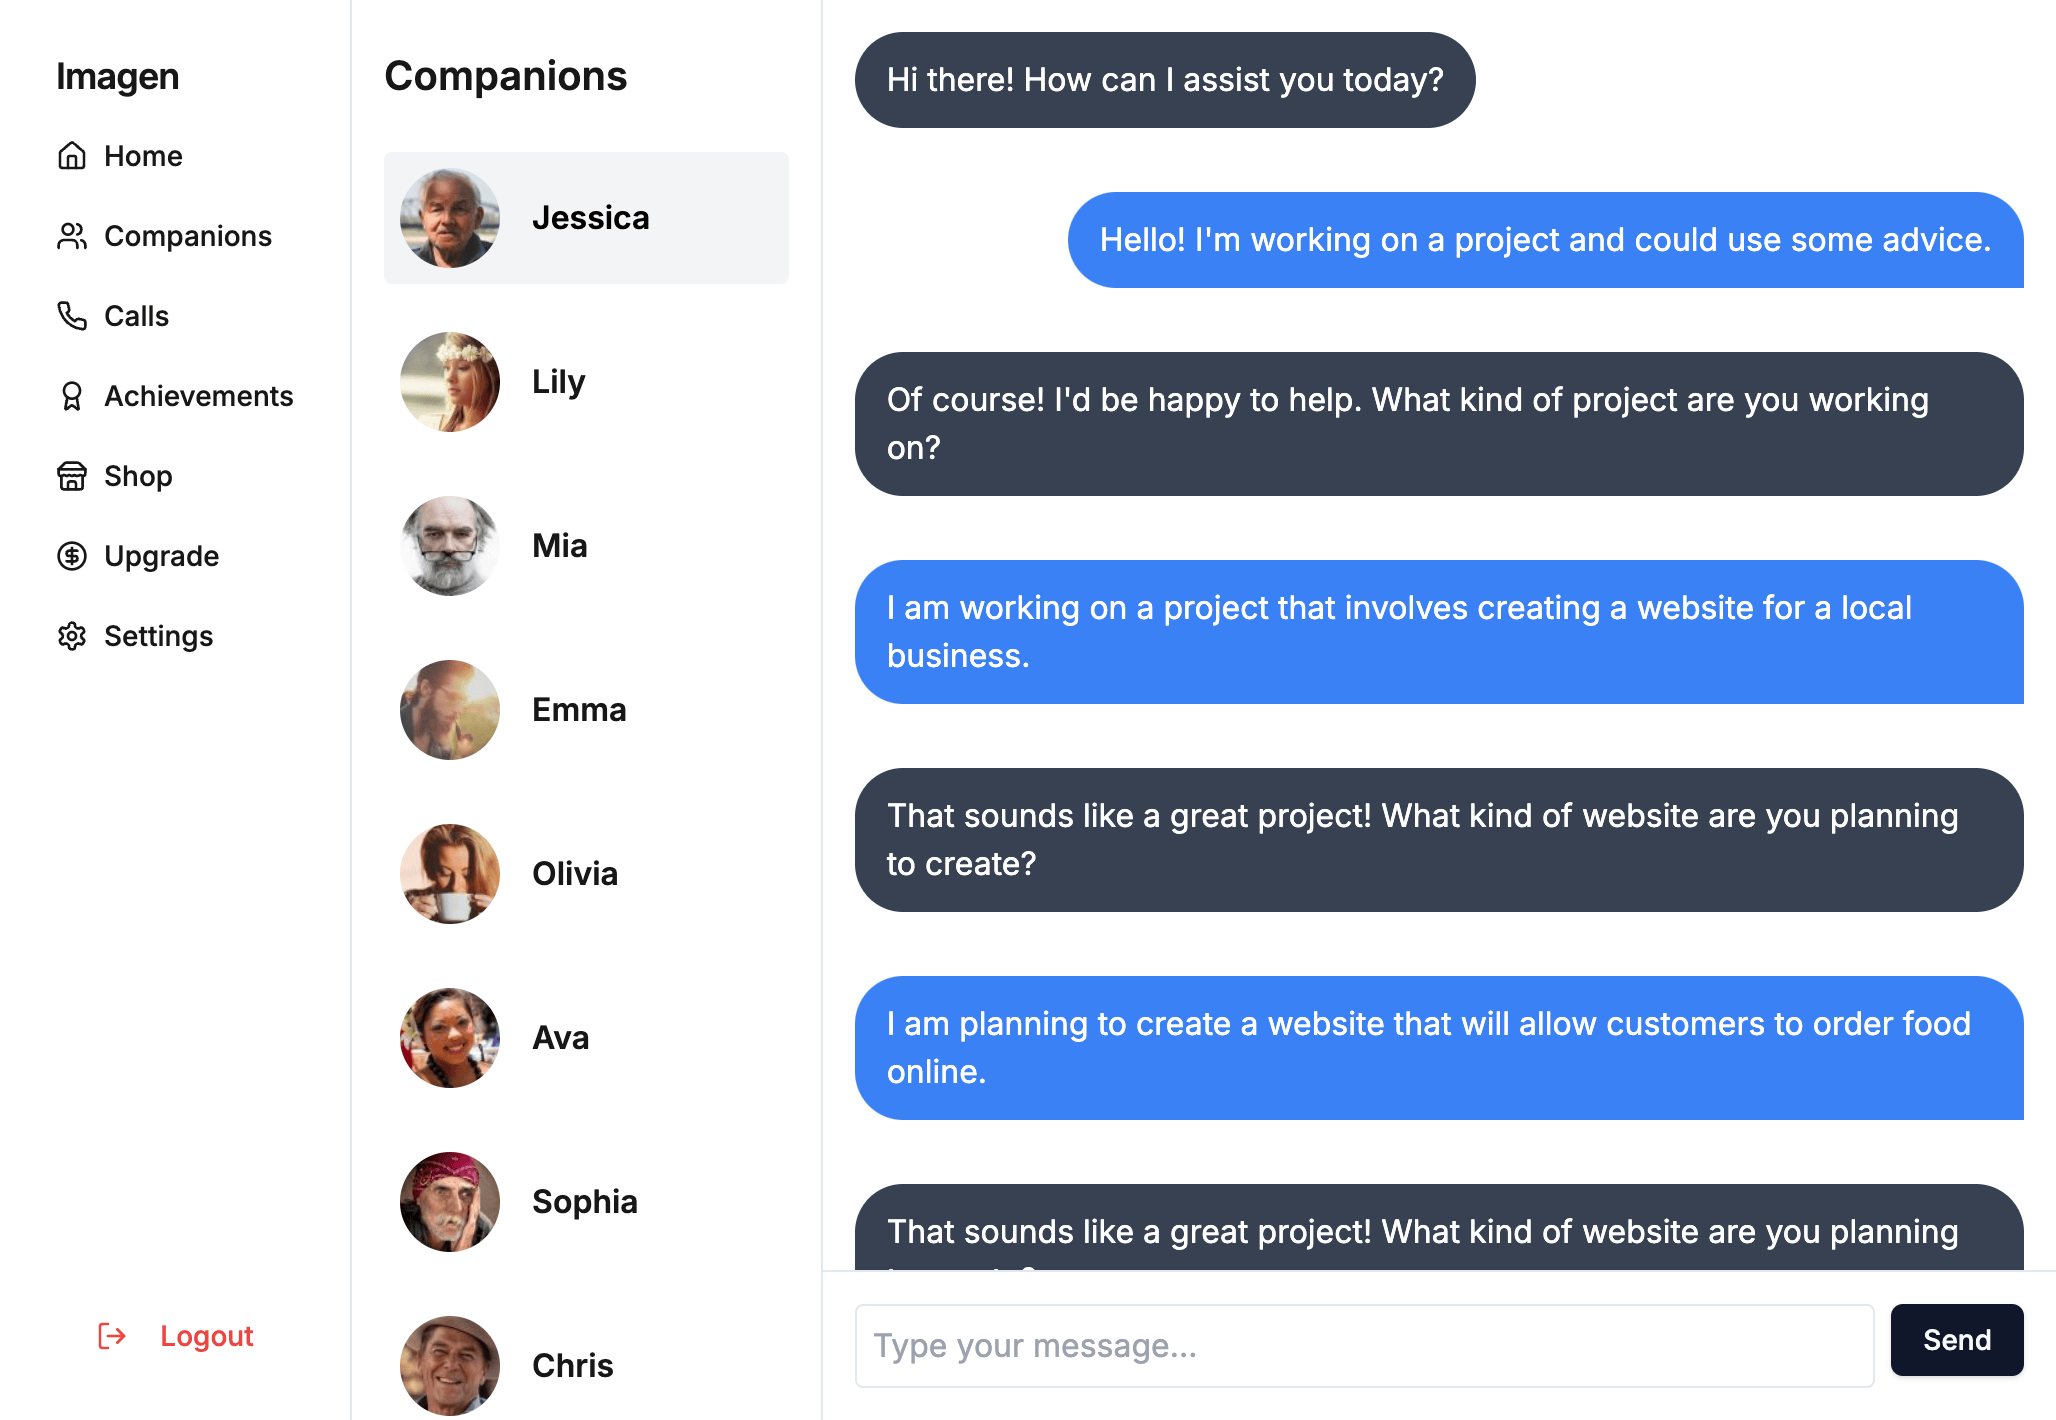 Imagen
Home
Companions
Calls
Achievements
Shop
Upgrade
Settings
Logout
Companions
Jessica
Lily
Mia
Emma
Olivia
Ava
Sophia
Chris
Hi there! How can I assist you today?
Hello! I'm working on a project and could use some advice.
Of course! I'd be happy to help. What kind of project are you working
on?
I am working on a project that involves creating a website for a local
business.
That sounds like a great project! What kind of website are you planning
to create?
I am planning to create a website that will allow customers to order food
online.
That sounds like a great project! What kind of website are you planning
Type your message...
Send